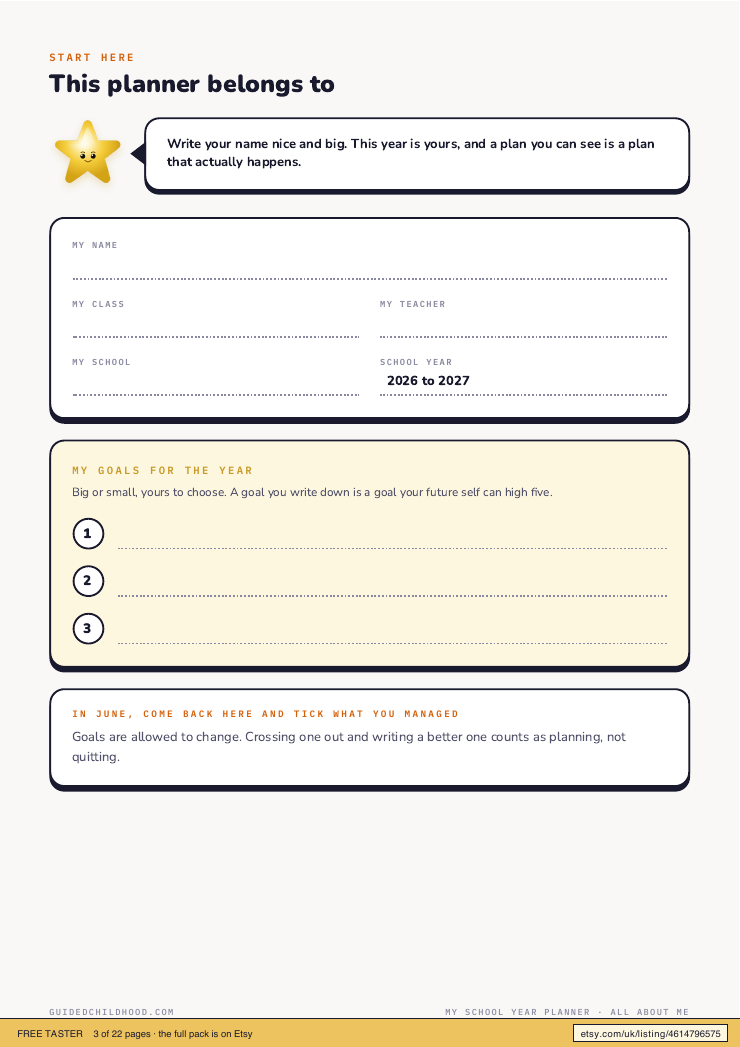 START HERE
This planner belongs to
Write your name nice and big. This year is yours, and a plan you can see is a plan
that actually happens.
MY NAME
MY CLASS
MY TEACHER
MY SCHOOL
SCHOOL YEAR
2026 to 2027
MY GOALS FOR THE YEAR
Big or small, yours to choose. A goal you write down is a goal your future self can high five.
1
2
3
IN JUNE, COME BACK HERE AND TICK WHAT YOU MANAGED
Goals are allowed to change. Crossing one out and writing a better one counts as planning, not
quitting.
GUIDEDCHILDHOOD.COM
MY SCHOOL YEAR PLANNER · ALL ABOUT ME
FREE TASTER 3 of 22 pages · the full pack is on Etsy
etsy.com/uk/listing/4614796575